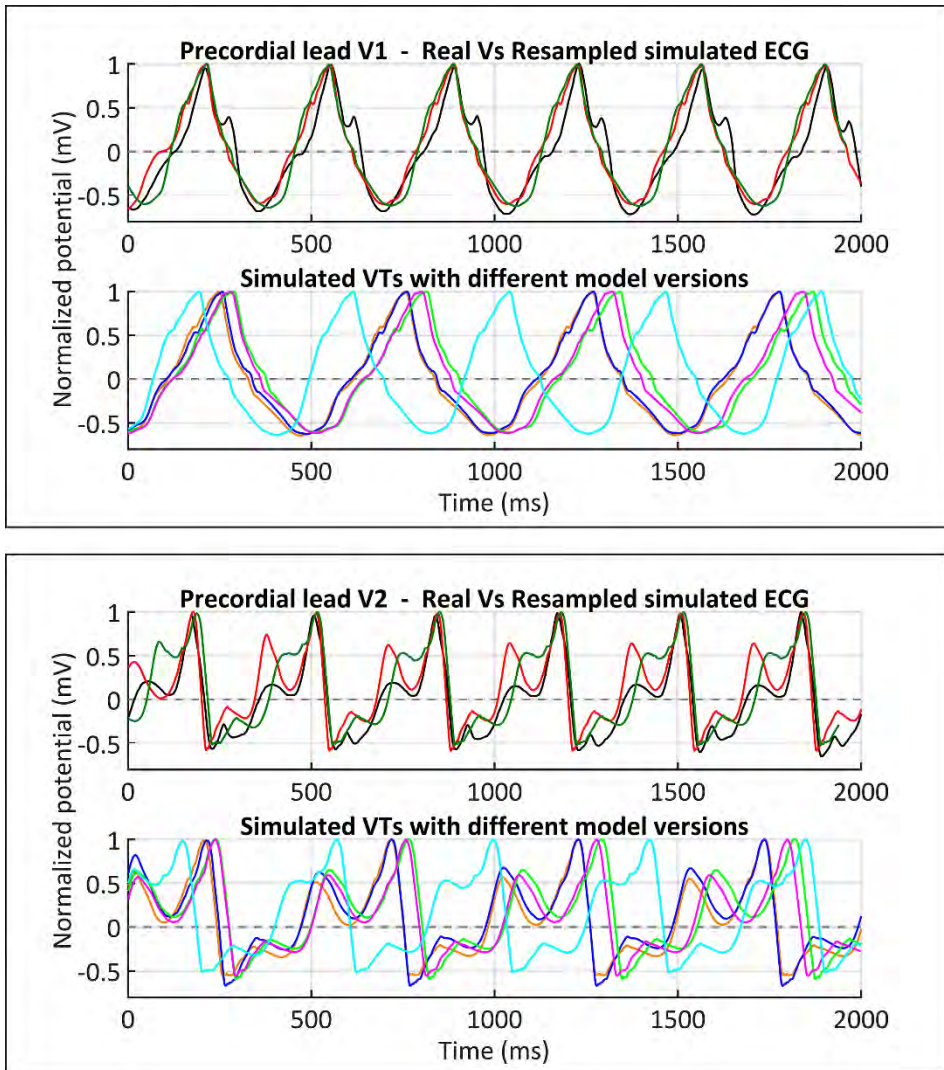 Precordial lead V1 - Real Vs Resampled simulated ECG
Normalized potential (mV)
1
0.5
0
-0.5
0 500 1000 1500 2000
Simulated VTs with different model versions
1
0.5
0
-0.5
0 500 1000 1500 2000
Time (ms)
Precordial lead V2 - Real Vs Resampled simulated ECG
Normalized potential (mV)
1
0.5
0
-0.5
0 500 1000 1500 2000
Simulated VTs with different model versions
1
0.5
0
-0.5
0 500 1000 1500 2000
Time (ms)